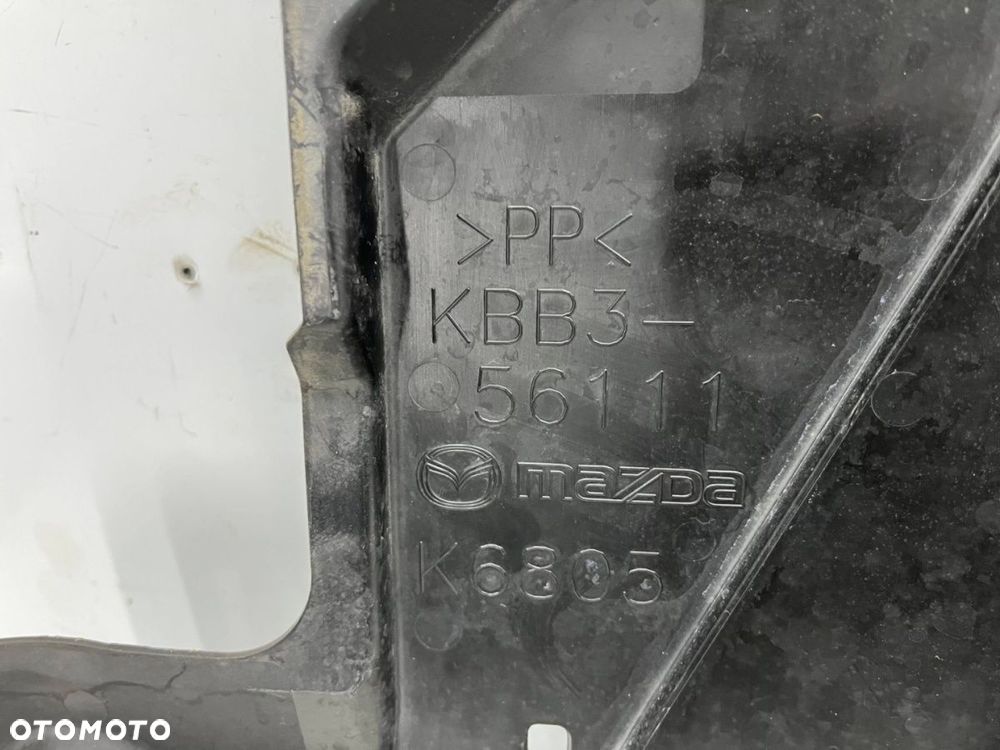 >PP<
KBB3-
56111
mazda
K6805
OTOMOTO